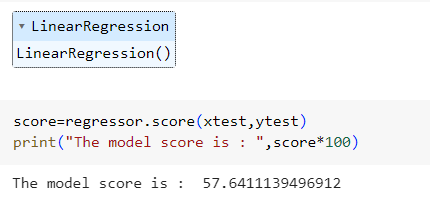 LinearRegression
LinearRegression()
score=regressor.score(xtest,ytest)
print("The model score is : ",score*100)
The model score is :  57.6411139496912